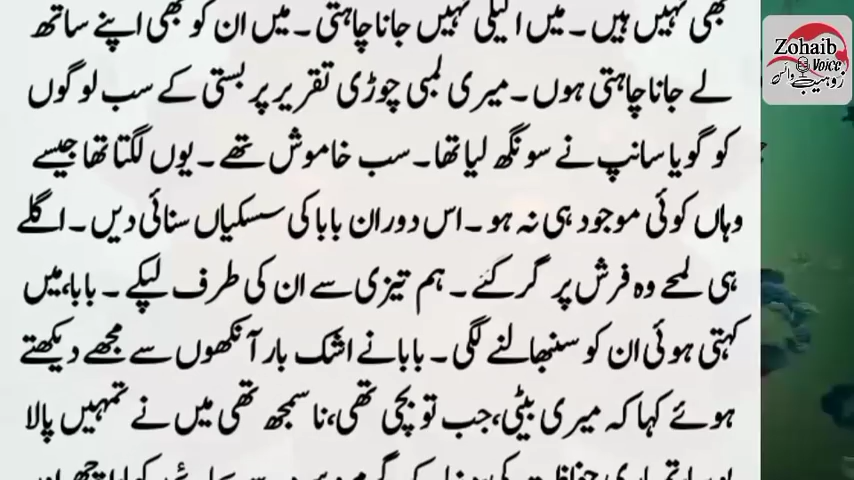 بھی نہیں ہیں۔ میں اکیلی نہیں جانا چاہتی۔ میں ان کو بھی اپنے ساتھ
لے جانا چاہتی ہوں۔ میری لمبی چوڑی تقریر پر بستی کے سب لوگوں
کو گویا سانپ نے سونگھ لیا تھا۔ سب خاموش تھے۔ یوں لگتا تھا جیسے
وہاں کوئی موجود ہی نہ ہو۔ اس دوران بابا کی سسکیاں سنائی دیں۔ اگلے
ہی لمحے وہ فرش پر گر گئے۔ ہم تیزی سے ان کی طرف لپکے۔ بابا، میں
کہتی ہوئی ان کو سنبھالنے لگی۔ بابا نے اشک بار آنکھوں سے مجھے دیکھتے
ہوئے کہا کہ میری بیٹی، جب تو بچی تھی، نا سمجھ تھی میں نے تمہیں پالا
Zohaib
Voice
زوہیب وائس